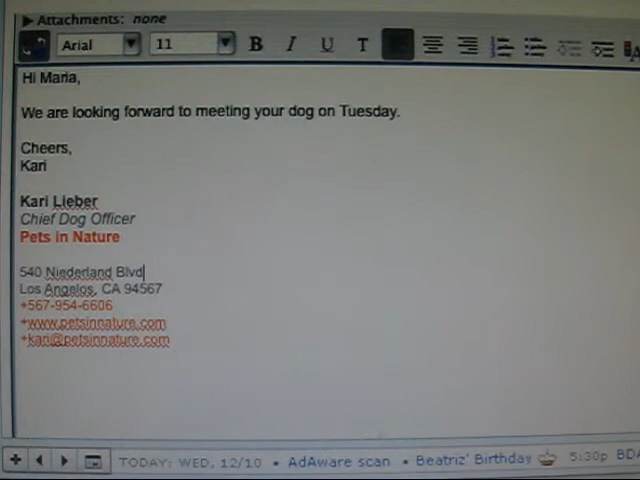 Attachments: none
Arial 11 B I U T
Hi Maria,
We are looking forward to meeting your dog on Tuesday.
Cheers,
Kari
Kari Lieber
Chief Dog Officer
Pets in Nature
540 Niederland Blvd
Los Angelos, CA 94567
+567-954-6606
+www.petsinnature.com
+kari@petsinnature.com
TODAY: WED, 12/10 • AdAware scan • Beatriz' Birthday 5:30p BDA